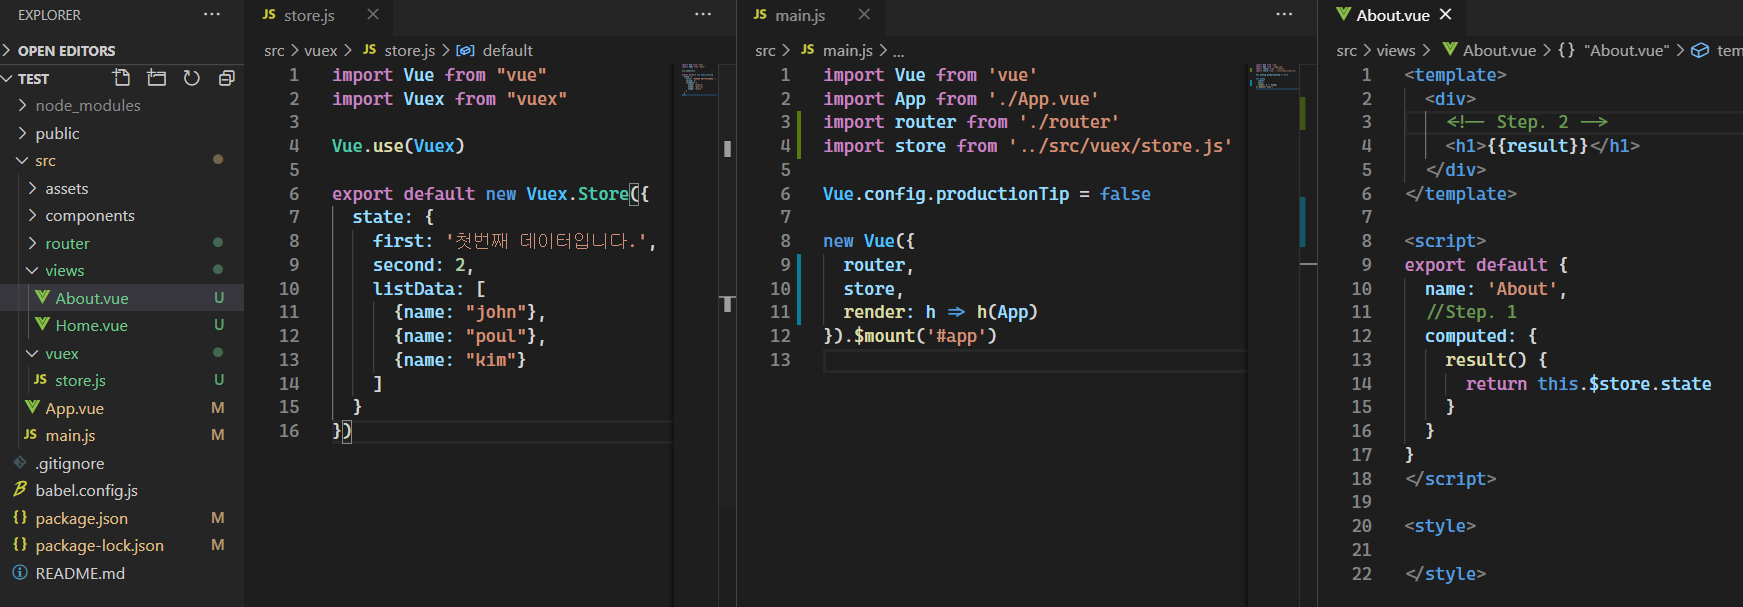 EXPLORER
OPEN EDITORS
TEST
node_modules
public
src
assets
components
router
views
About.vue U
Home.vue U
vuex
JS store.js U
App.vue M
JS main.js M
.gitignore
babel.config.js
{} package.json M
{} package-lock.json M
README.md
JS store.js
src > vuex > JS store.js > default
1 import Vue from "vue"
2 import Vuex from "vuex"
3
4 Vue.use(Vuex)
5
6 export default new Vuex.Store({
7 state: {
8 first: '첫번째 데이터입니다.',
9 second: 2,
10 listData: [
11 {name: "john"},
12 {name: "poul"},
13 {name: "kim"}
14 ]
15 }
16 })
JS main.js
src > JS main.js > ...
1 import Vue from 'vue'
2 import App from './App.vue'
3 import router from './router'
4 import store from '../src/vuex/store.js'
5
6 Vue.config.productionTip = false
7
8 new Vue({
9 router,
10 store,
11 render: h => h(App)
12 }).$mount('#app')
13
About.vue
src > views > About.vue > {} "About.vue" > tem
1 <template>
2 <div>
3 <!-- Step. 2 -->
4 <h1>{{result}}</h1>
5 </div>
6 </template>
7
8 <script>
9 export default {
10 name: 'About',
11 //Step. 1
12 computed: {
13 result() {
14 return this.$store.state
15 }
16 }
17 }
18 </script>
19
20 <style>
21
22 </style>